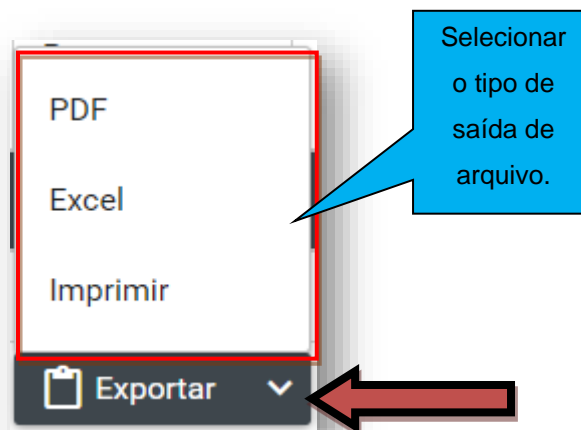 PDF
Excel
Imprimir
Exportar
Selecionar
o tipo de
saída de
arquivo.